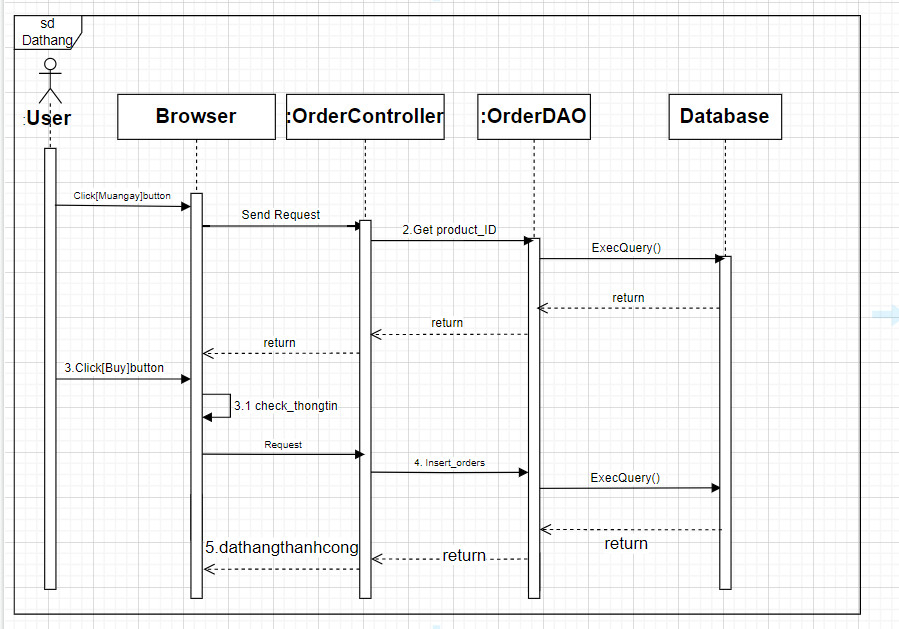 sd
Dathang
:User
Browser
:OrderController
:OrderDAO
Database
Click[Muangay]button
Send Request
2.Get product_ID
ExecQuery()
return
return
return
3.Click[Buy]button
3.1 check_thongtin
Request
4. Insert_orders
ExecQuery()
return
return
5.dathangthanhcong